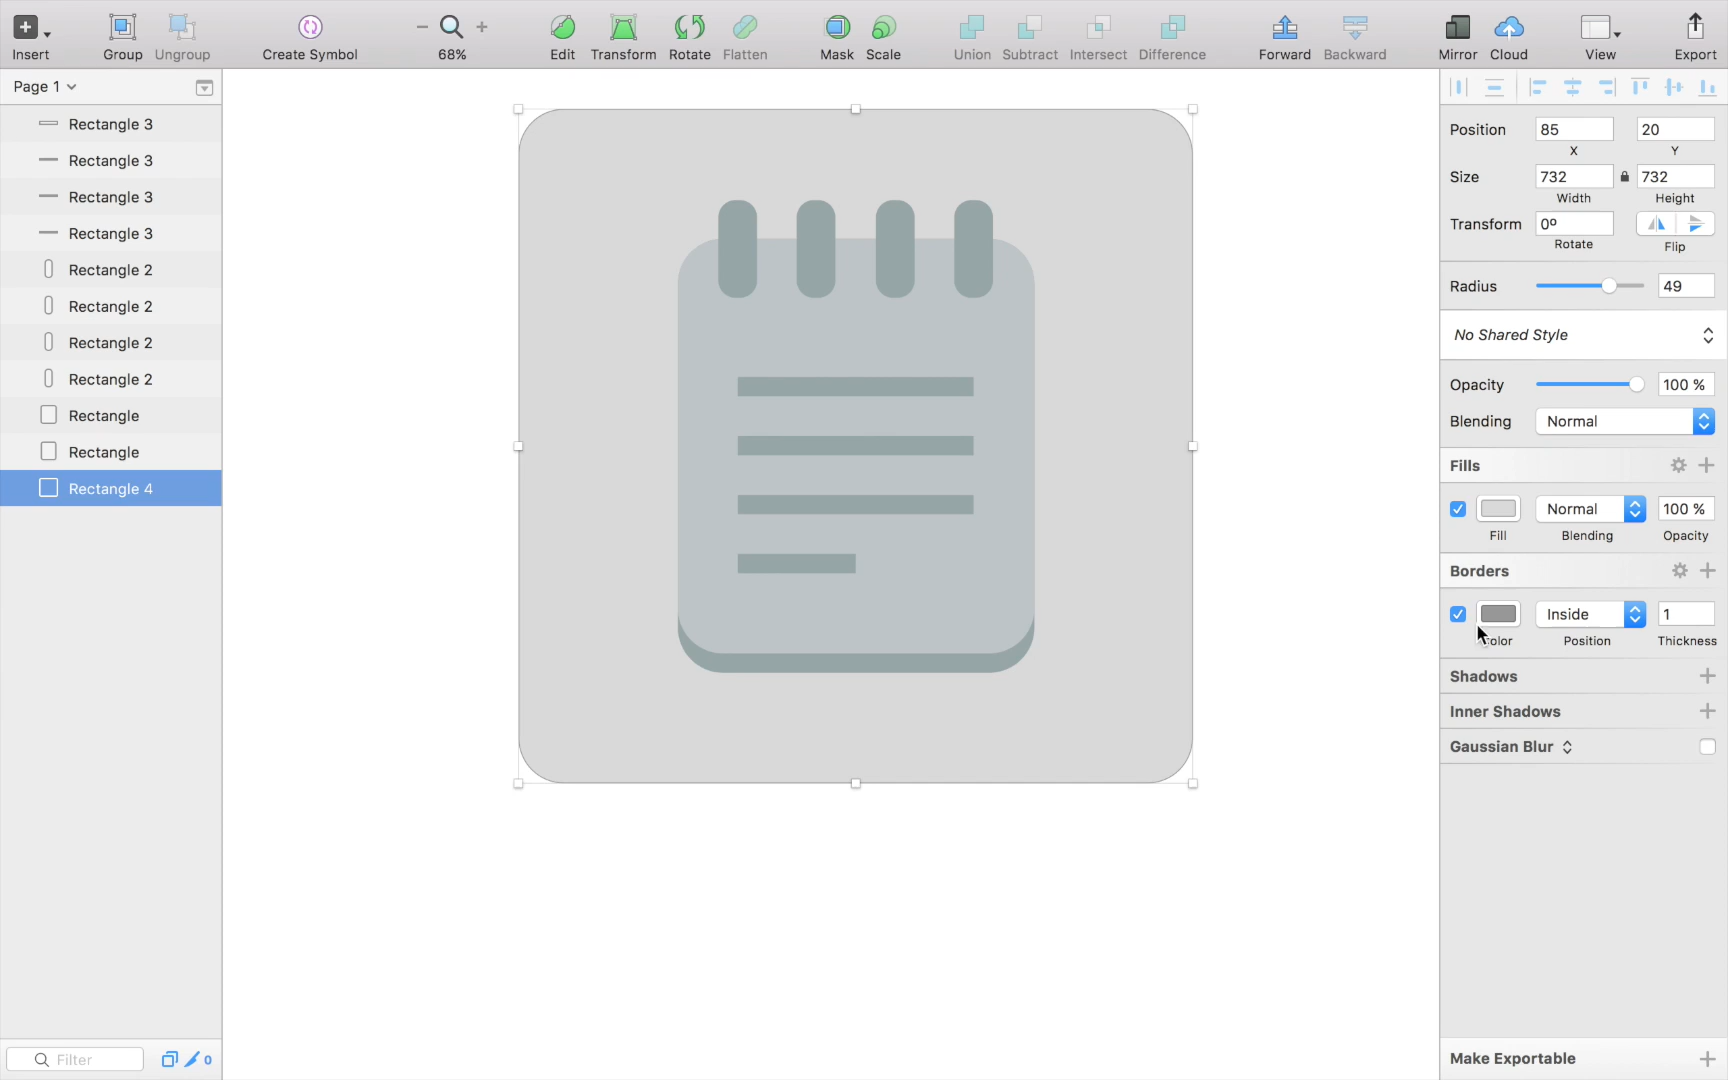 Insert Group Ungroup Create Symbol 68% Edit Transform Rotate Flatten Mask Scale Union Subtract Intersect Difference Forward Backward Mirror Cloud View Export
Page 1
Rectangle 3
Rectangle 3
Rectangle 3
Rectangle 3
Rectangle 2
Rectangle 2
Rectangle 2
Rectangle 2
Rectangle
Rectangle
Rectangle 4
Filter 0
Position 85 20
X Y
Size 732 732
Width Height
Transform 0º
Rotate Flip
Radius 49
No Shared Style
Opacity 100 %
Blending Normal
Fills
Normal 100 %
Fill Blending Opacity
Borders
Inside 1
Color Position Thickness
Shadows
Inner Shadows
Gaussian Blur
Make Exportable